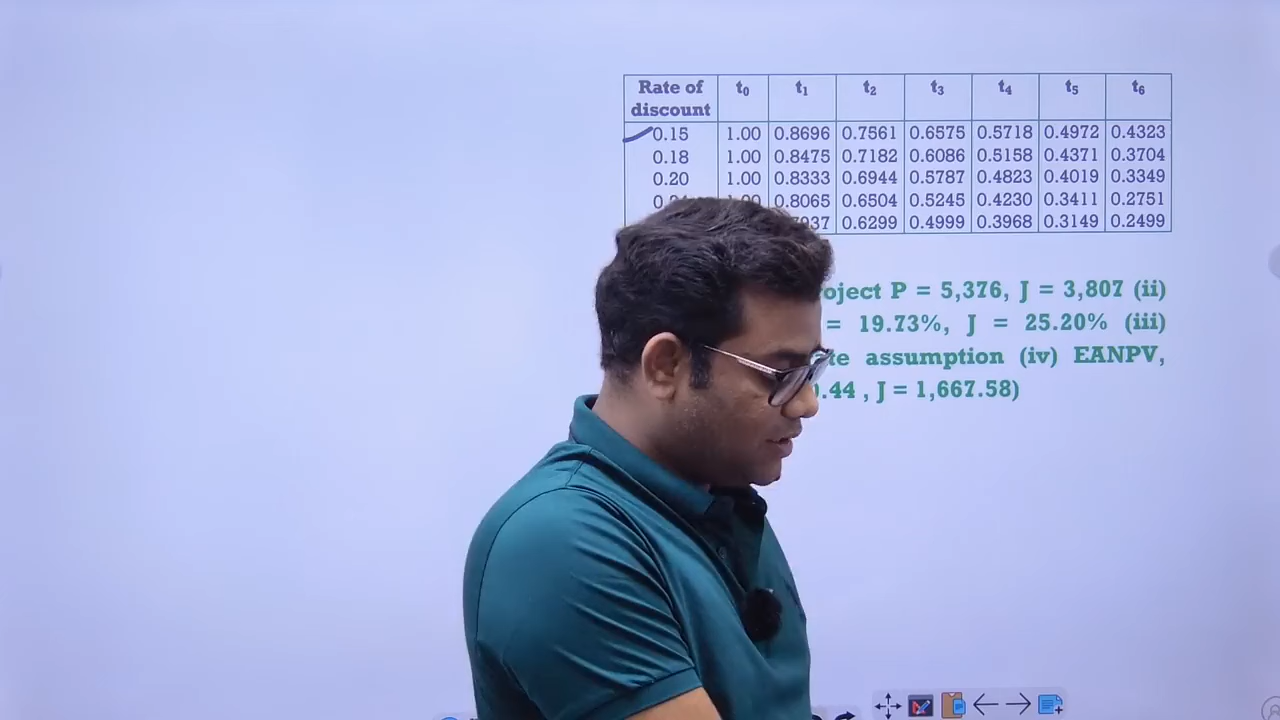 Rate of discount t₀ t₁ t₂ t₃ t₄ t₅ t₆
0.15 1.00 0.8696 0.7561 0.6575 0.5718 0.4972 0.4323
0.18 1.00 0.8475 0.7182 0.6086 0.5158 0.4371 0.3704
0.20 1.00 0.8333 0.6944 0.5787 0.4823 0.4019 0.3349
0.8065 0.6504 0.5245 0.4230 0.3411 0.2751
0.6299 0.4999 0.3968 0.3149 0.2499
P = 5,376, J = 3,807 (ii)
= 19.73%, J = 25.20% (iii)
assumption (iv) EANPV,
, J = 1,667.58)